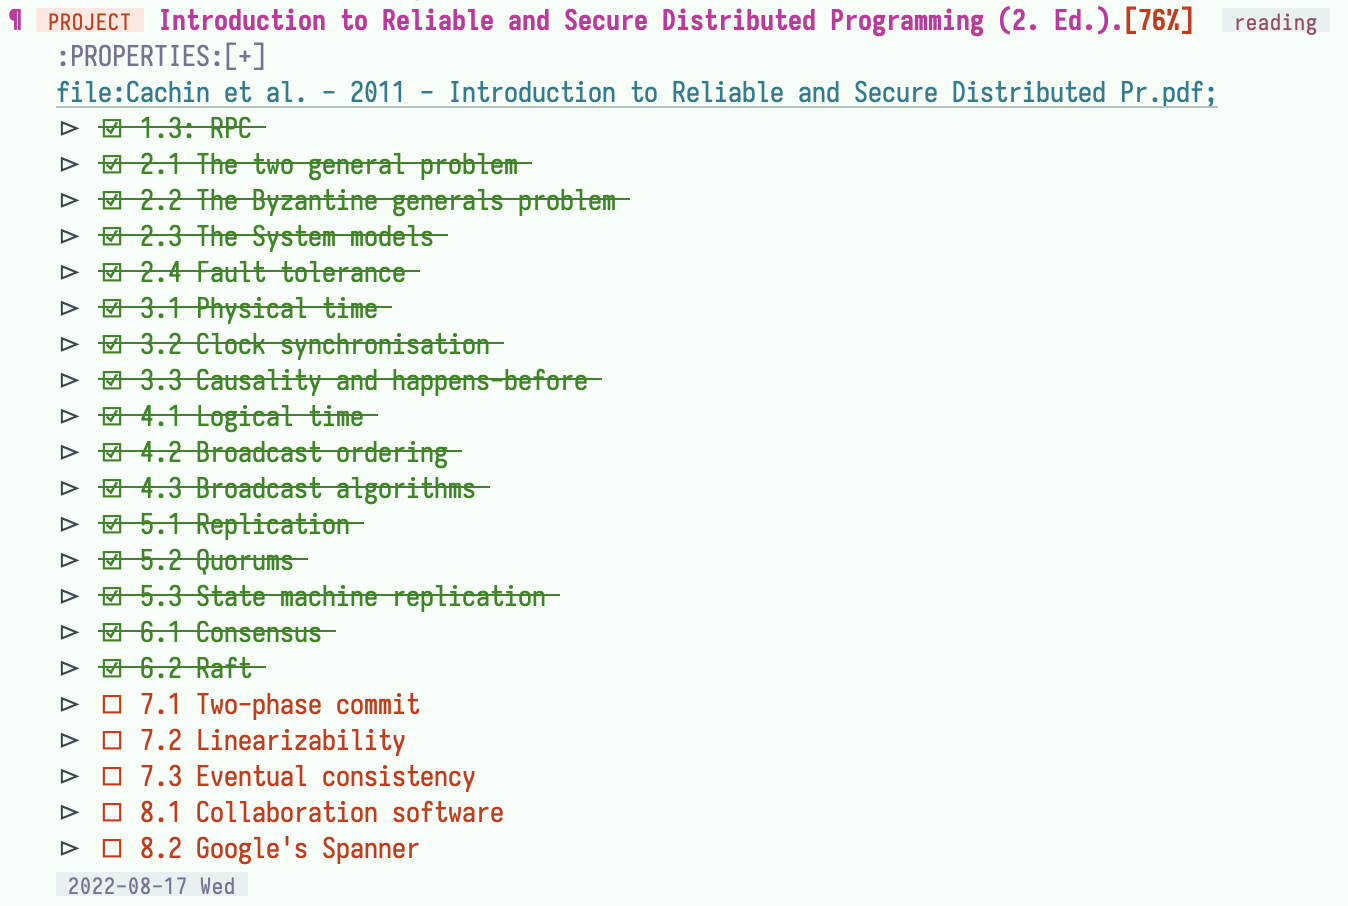 ¶ PROJECT Introduction to Reliable and Secure Distributed Programming (2. Ed.).[76%] reading
:PROPERTIES:[+]
file:Cachin et al. - 2011 - Introduction to Reliable and Secure Distributed Pr.pdf;
▷ ☑ 1.3: RPC
▷ ☑ 2.1 The two general problem
▷ ☑ 2.2 The Byzantine generals problem
▷ ☑ 2.3 The System models
▷ ☑ 2.4 Fault tolerance
▷ ☑ 3.1 Physical time
▷ ☑ 3.2 Clock synchronisation
▷ ☑ 3.3 Causality and happens-before
▷ ☑ 4.1 Logical time
▷ ☑ 4.2 Broadcast ordering
▷ ☑ 4.3 Broadcast algorithms
▷ ☑ 5.1 Replication
▷ ☑ 5.2 Quorums
▷ ☑ 5.3 State machine replication
▷ ☑ 6.1 Consensus
▷ ☑ 6.2 Raft
▷ ☐ 7.1 Two-phase commit
▷ ☐ 7.2 Linearizability
▷ ☐ 7.3 Eventual consistency
▷ ☐ 8.1 Collaboration software
▷ ☐ 8.2 Google's Spanner
2022-08-17 Wed